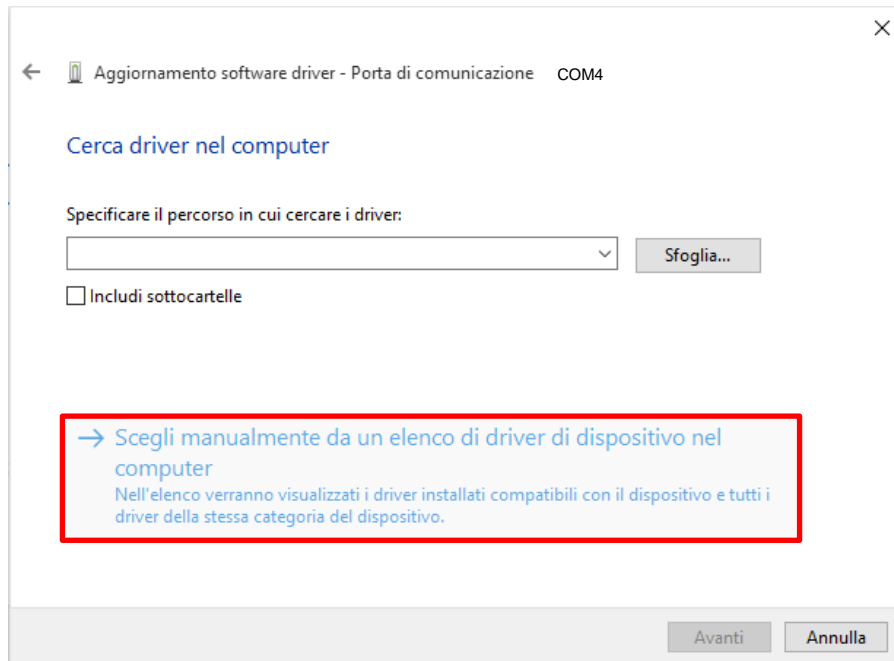 Aggiornamento software driver - Porta di comunicazione COM4
Cerca driver nel computer
Specificare il percorso in cui cercare i driver:
Sfoglia...
Includi sottocartelle
Scegli manualmente da un elenco di driver di dispositivo nel
computer
Nell'elenco verranno visualizzati i driver installati compatibili con il dispositivo e tutti i
driver della stessa categoria del dispositivo.
Avanti Annulla